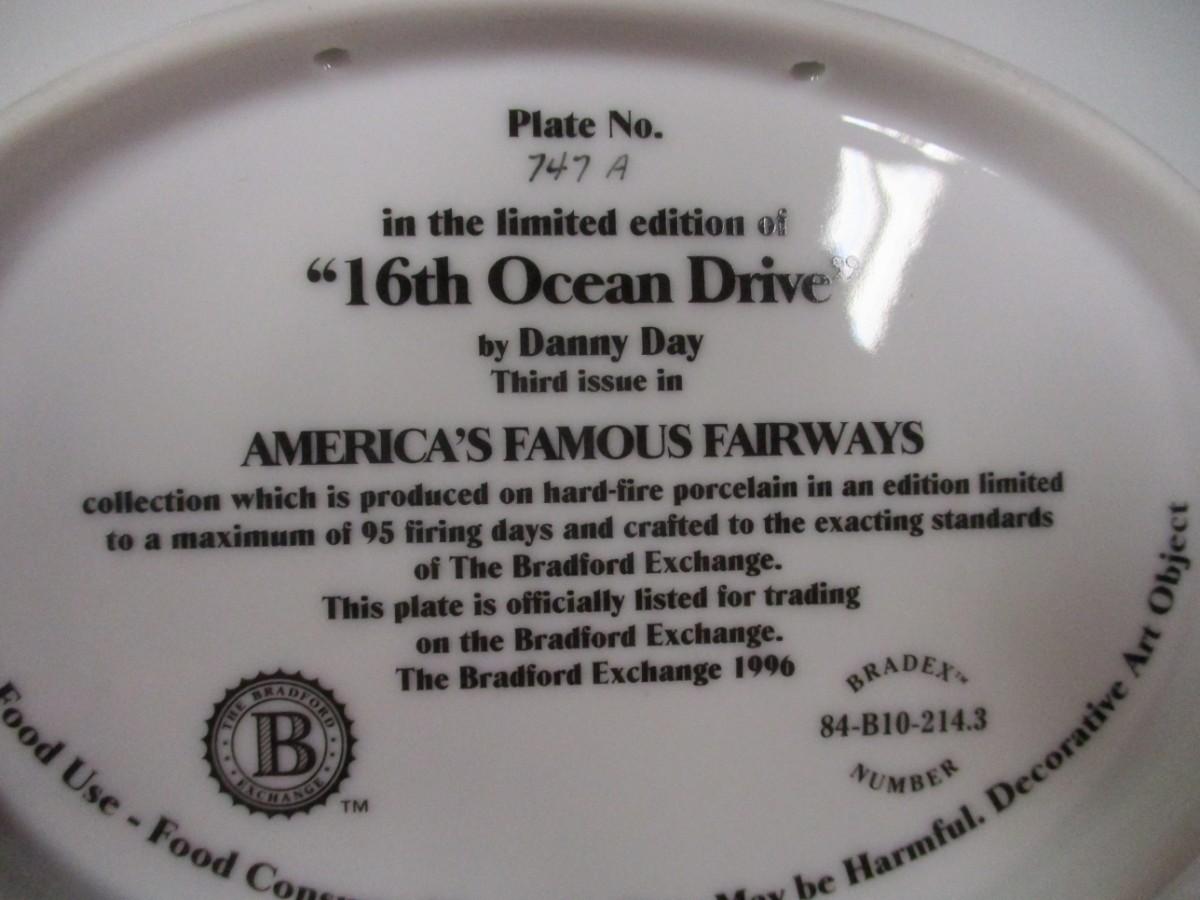 Plate No.
747 A
in the limited edition of
“16th Ocean Drive”
by Danny Day
Third issue in
AMERICA'S FAMOUS FAIRWAYS
collection which is produced on hard-fire porcelain in an edition limited
to a maximum of 95 firing days and crafted to the exacting standards
of The Bradford Exchange.
This plate is officially listed for trading
on the Bradford Exchange.
The Bradford Exchange 1996
THE BRADFORD
B
EXCHANGE
TM
BRADEX™
84-B10-214.3
NUMBER
Food Use - Food
May be Harmful. Decorative Art Object